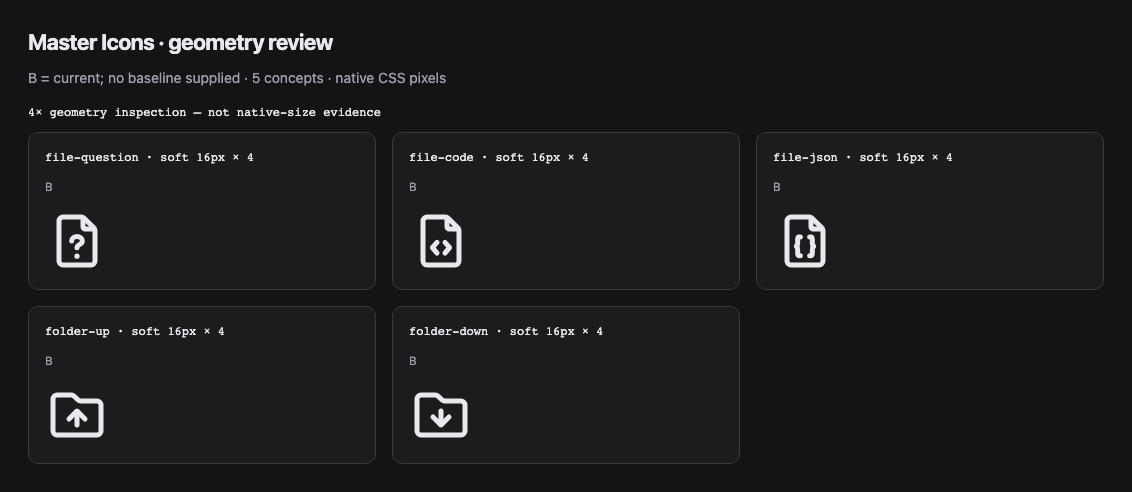 Master Icons · geometry review
B = current; no baseline supplied · 5 concepts · native CSS pixels
4× geometry inspection — not native-size evidence
file-question · soft 16px × 4
B
?
file-code · soft 16px × 4
B
<>
file-json · soft 16px × 4
B
{}
folder-up · soft 16px × 4
B
folder-down · soft 16px × 4
B